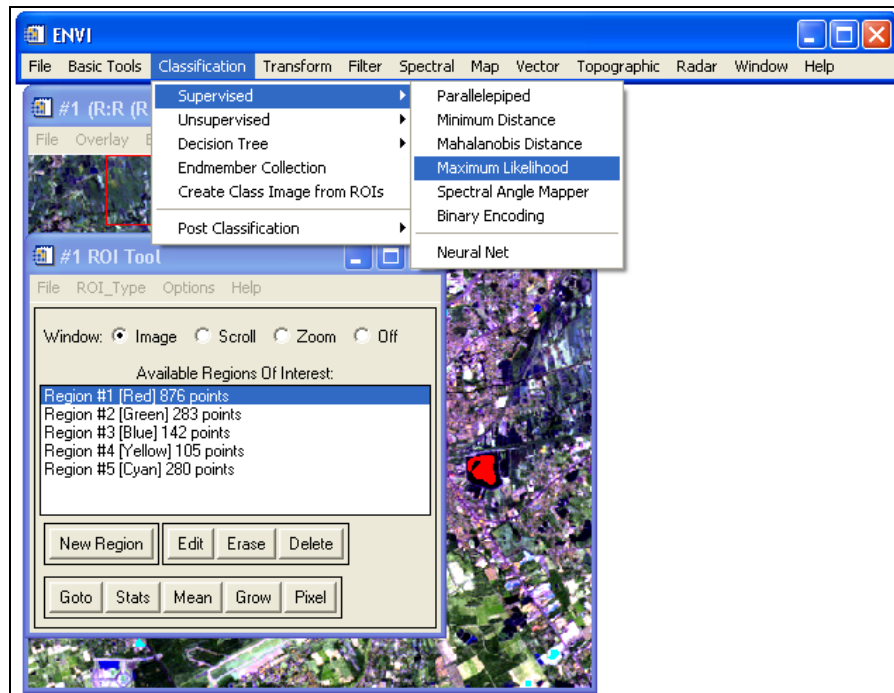 ENVI
File Basic Tools Classification Transform Filter Spectral Map Vector Topographic Radar Window Help
Supervised
Unsupervised
Decision Tree
Endmember Collection
Create Class Image from ROIs
Post Classification
Parallelepiped
Minimum Distance
Mahalanobis Distance
Maximum Likelihood
Spectral Angle Mapper
Binary Encoding
Neural Net
#1 (R:R (R
File Overlay
#1 ROI Tool
File ROI_Type Options Help
Window: Image Scroll Zoom Off
Available Regions Of Interest:
Region #1 [Red] 876 points
Region #2 [Green] 283 points
Region #3 [Blue] 142 points
Region #4 [Yellow] 105 points
Region #5 [Cyan] 280 points
New Region Edit Erase Delete
Goto Stats Mean Grow Pixel